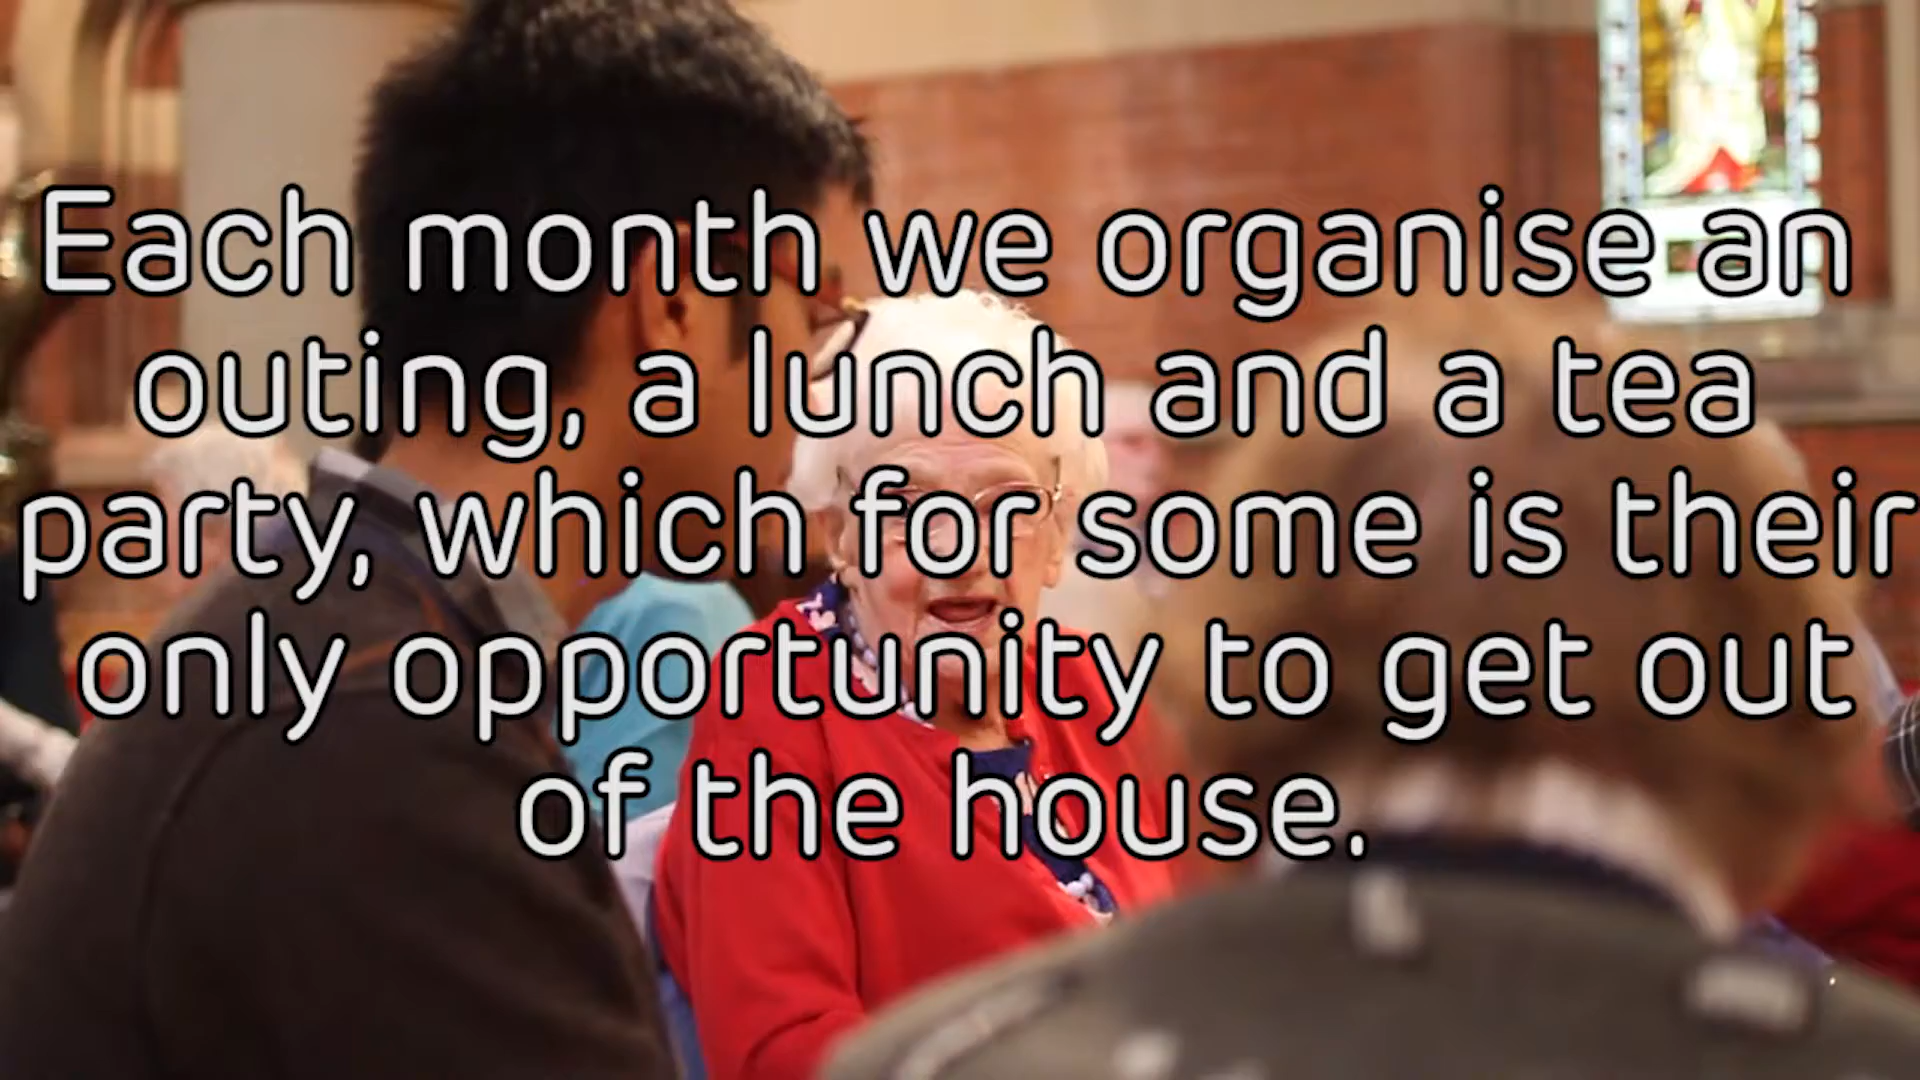 Each month we organise an
outing, a lunch and a tea
party, which for some is their
only opportunity to get out
of the house.